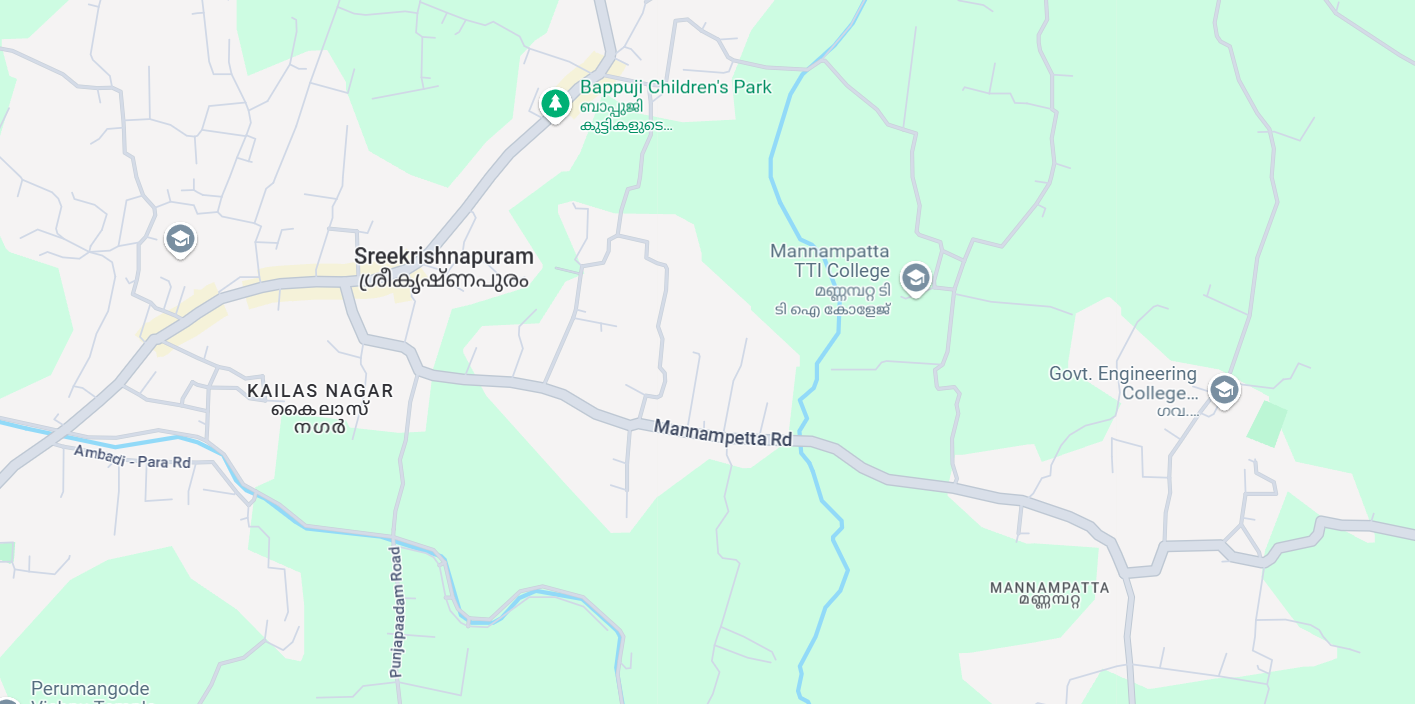 Bappuji Children's Park
ബാപ്പുജി
കുട്ടികളുടെ...
Mannampatta
TTI College
മണ്ണമ്പറ്റ ടി
ടി ഐ കോളേജ്
Sreekrishnapuram
ശ്രീകൃഷ്ണപുരം
Govt. Engineering
College...
ഗവ....
KAILAS NAGAR
കൈലാസ്
നഗർ
Mannampetta Rd
Ambadi - Para Rd
Punjapaadam Road
MANNAMPATTA
മണ്ണമ്പറ്റ
Perumangode